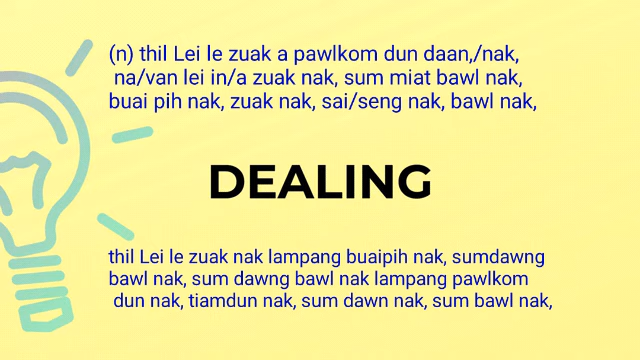 (n) thil Lei le zuak a pawlkom dun daan,/nak,
na/van lei in/a zuak nak, sum miat bawl nak,
buai pih nak, zuak nak, sai/seng nak, bawl nak,
DEALING
thil Lei le zuak nak lampang buaipih nak, sumdawng
bawl nak, sum dawng bawl nak lampang pawlkom
dun nak, tiamdun nak, sum dawn nak, sum bawl nak,